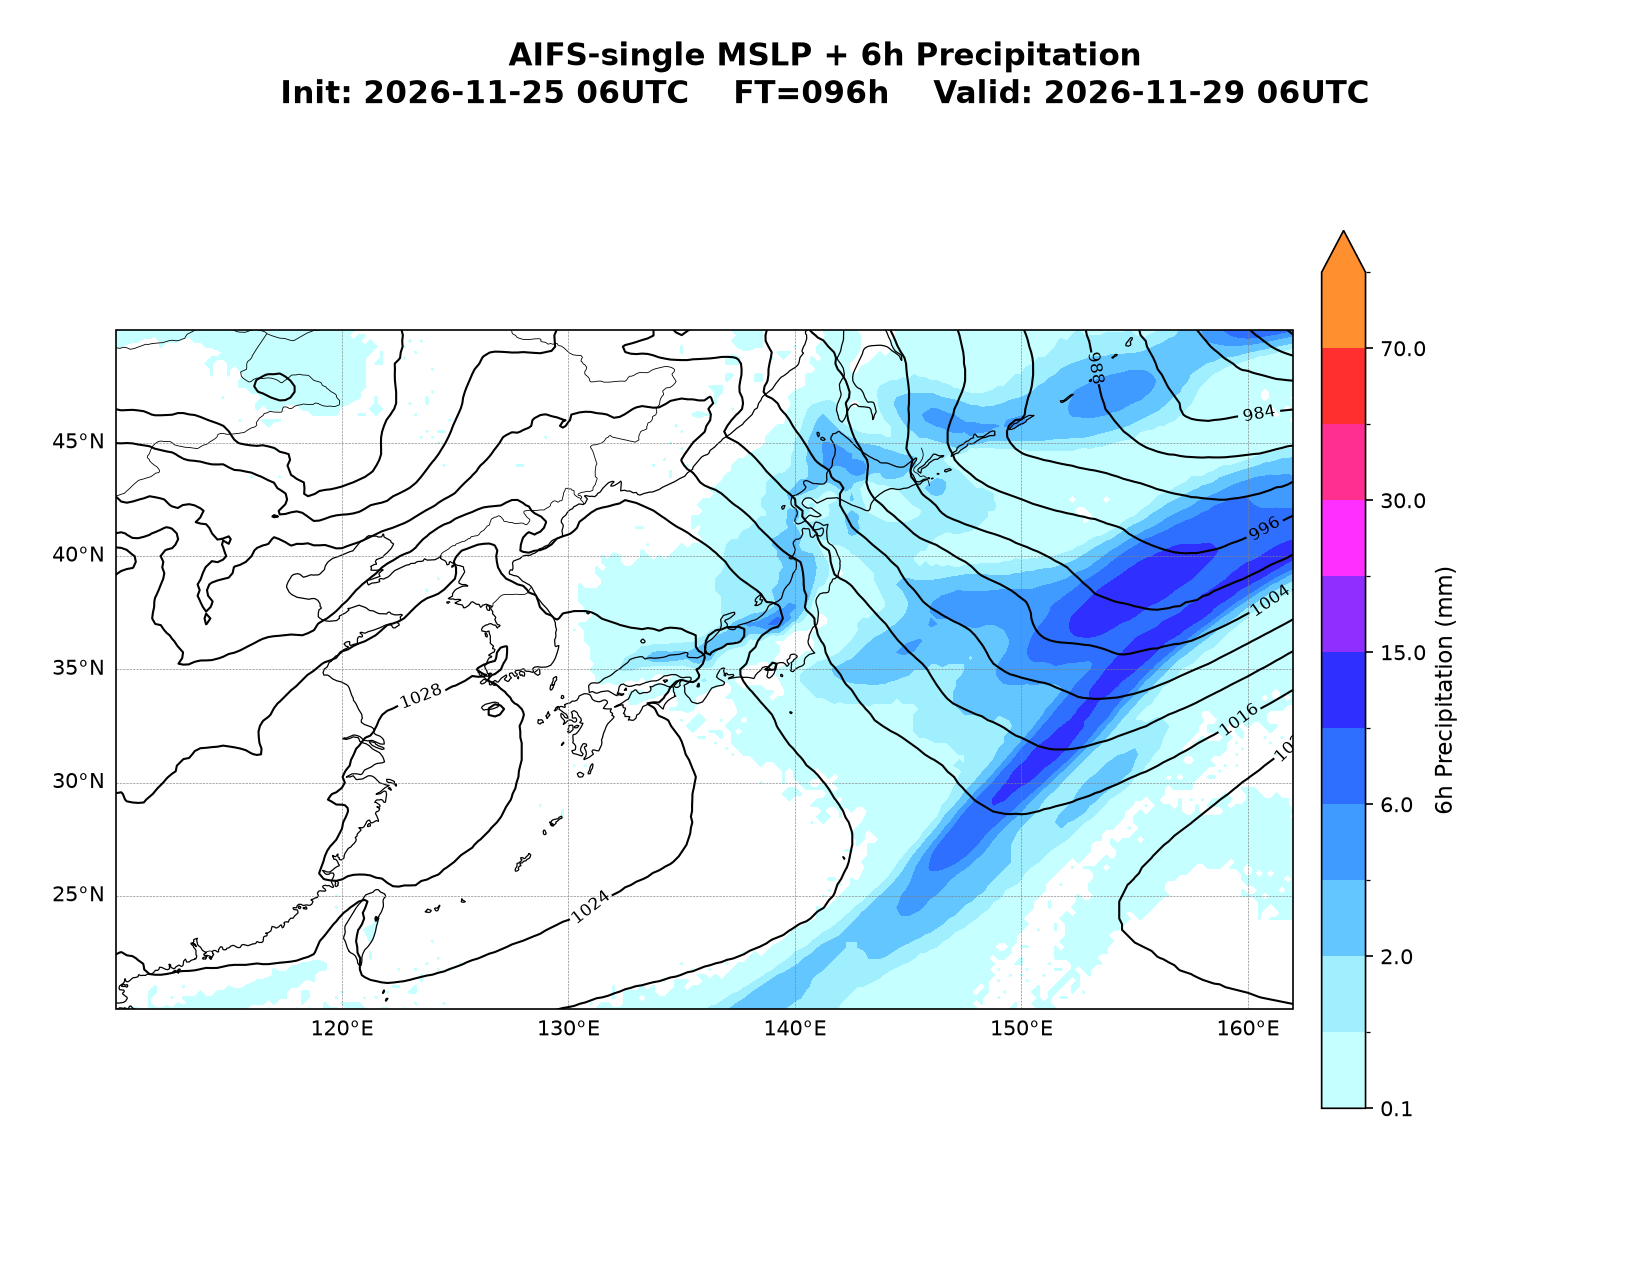 AIFS-single MSLP + 6h Precipitation
Init: 2026-11-25 06UTC    FT=096h    Valid: 2026-11-29 06UTC
70.0
988
984
45°N
30.0
996
40°N
1004
15.0
35°N
1028
1016
30°N
6.0
6h Precipitation (mm)
25°N
1024
2.0
120°E
130°E
140°E
150°E
160°E
0.1